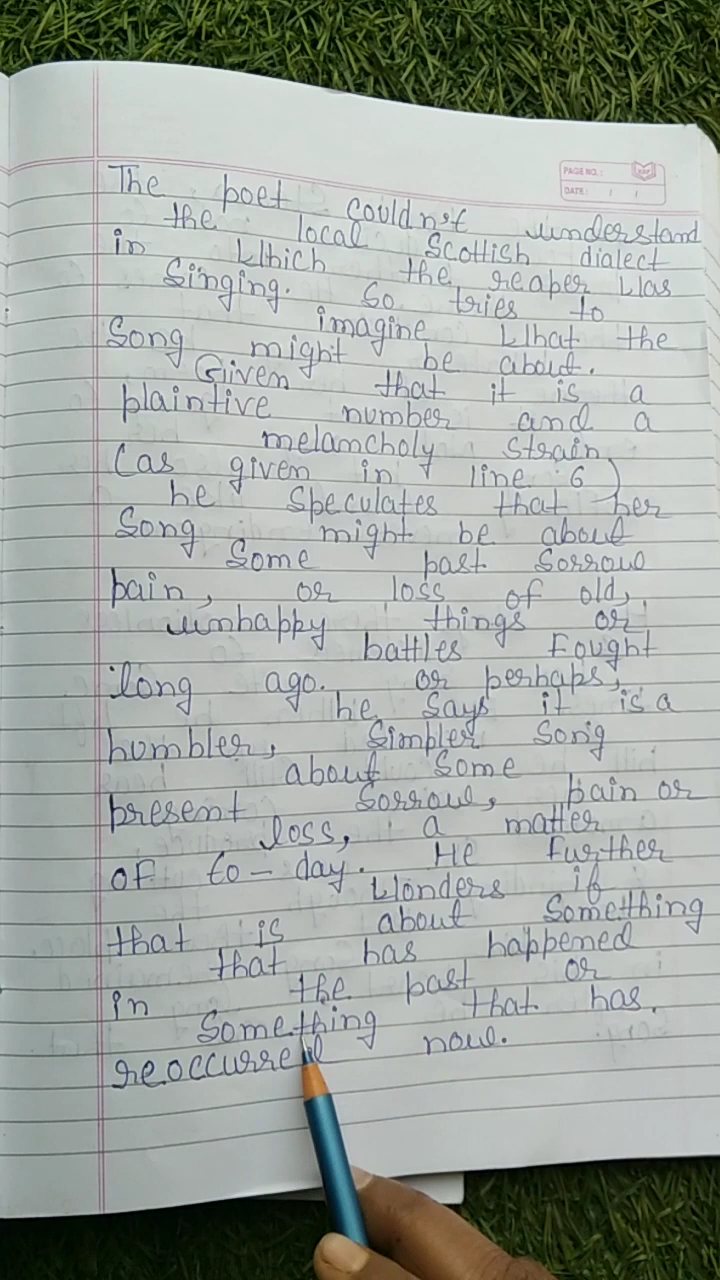 PAGE NO.:
DATE: / /
The poet couldnot understand
the local Scottish dialect
in which the reaper was
singing. So tries to
imagine what the
song might be about.
Given that it is a
plaintive number and a
melancholy strain
(as given in line 6)
he speculates that her
song might be about
some past sorrow
pain, or loss of old,
unhappy things or
battles fought
long ago. or perhaps,
he says it is a
humbler, simpler song
about some
present sorrow, pain or
loss, a matter
of to-day. He further
wonders if
that is about something
that has happened
in the past or
something that has.
reoccurred now.